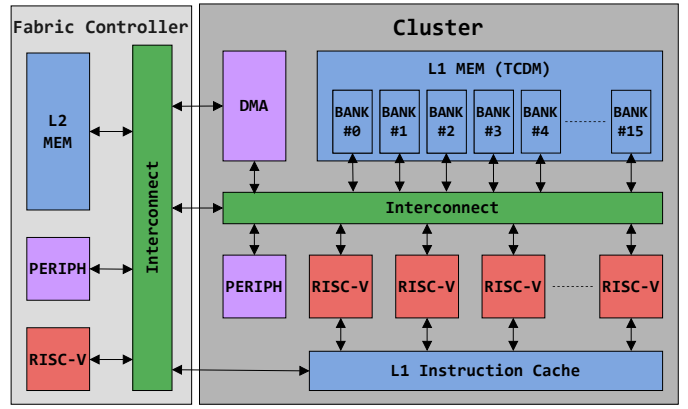 Fabric Controller
Cluster
L2
MEM
PERIPH
RISC-V
Interconnect
DMA
L1 MEM (TCDM)
BANK
#0
BANK
#1
BANK
#2
BANK
#3
BANK
#4
BANK
#15
Interconnect
PERIPH
RISC-V
RISC-V
RISC-V
RISC-V
L1 Instruction Cache